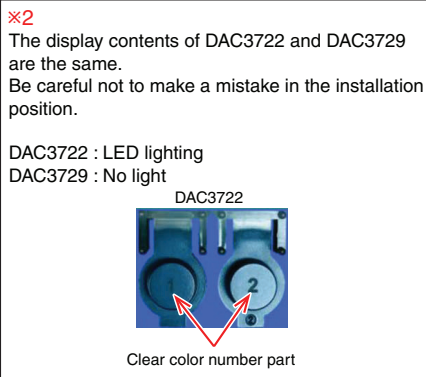 ※2
The display contents of DAC3722 and DAC3729
are the same.
Be careful not to make a mistake in the installation
position.
DAC3722 : LED lighting
DAC3729 : No light
DAC3722
1 2
Clear color number part